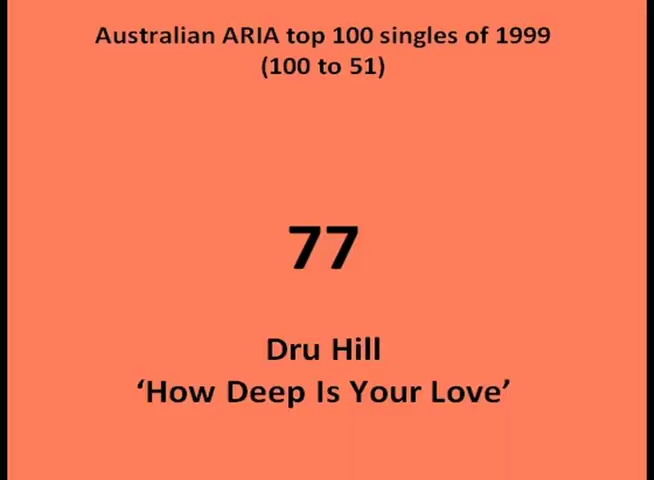 Australian ARIA top 100 singles of 1999
(100 to 51)
77
Dru Hill
‘How Deep Is Your Love’